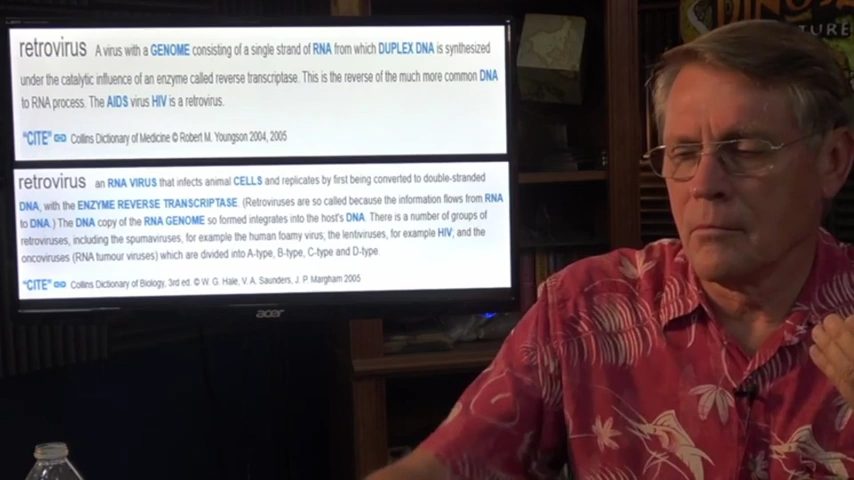 retrovirus A virus with a GENOME consisting of a single strand of RNA from which DUPLEX DNA is synthesized
under the catalytic influence of an enzyme called reverse transcriptase. This is the reverse of the much more common DNA
to RNA process. The AIDS virus HIV is a retrovirus.
"CITE" Collins Dictionary of Medicine © Robert M. Youngson 2004, 2005
retrovirus an RNA VIRUS that infects animal CELLS and replicates by first being converted to double-stranded
DNA, with the ENZYME REVERSE TRANSCRIPTASE. (Retroviruses are so called because the information flows from RNA
to DNA.) The DNA copy of the RNA GENOME so formed integrates into the host's DNA. There is a number of groups of
retroviruses, including the spumaviruses, for example the human foamy virus; the lentiviruses, for example HIV; and the
oncoviruses (RNA tumour viruses) which are divided into A-type, B-type, C-type and D-type.
"CITE" Collins Dictionary of Biology, 3rd ed. © W. G. Hale, V. A. Saunders, J. P. Margham 2005
acer
DINOS
TURE